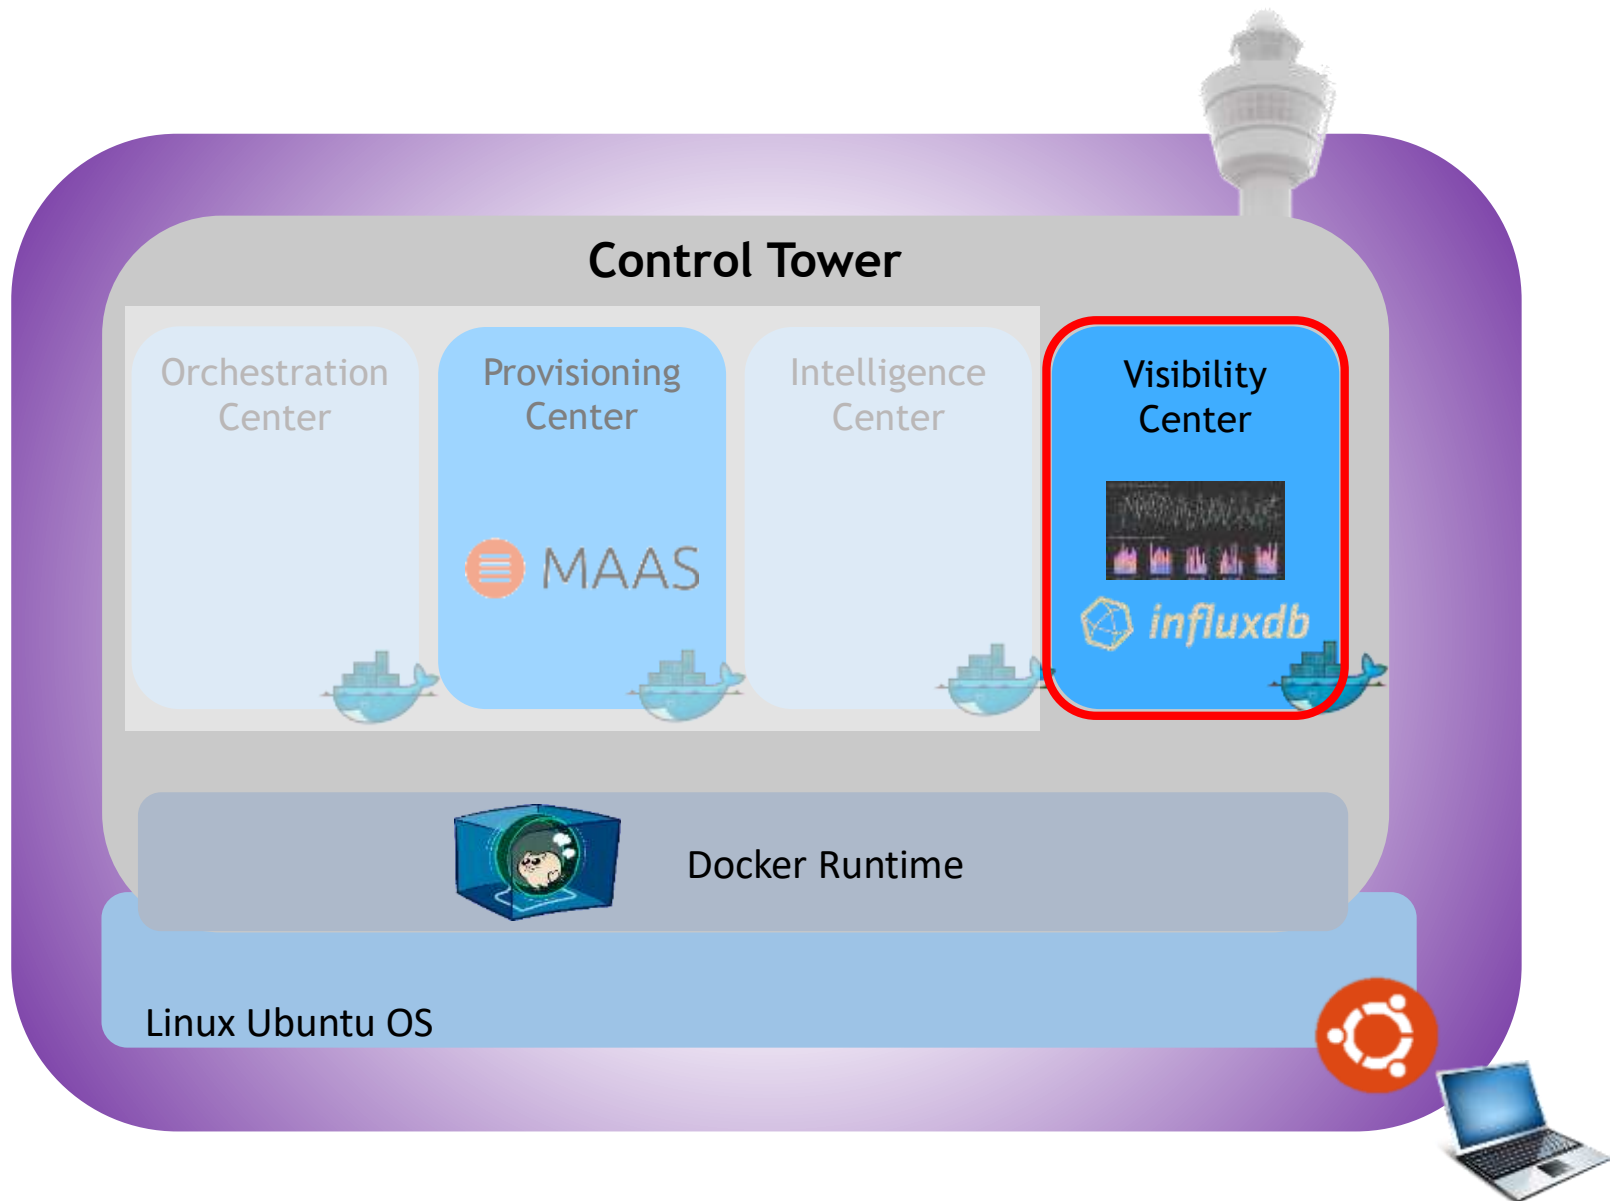 Control Tower
Orchestration
Center
Provisioning
Center
MAAS
Intelligence
Center
Visibility
Center
influxdb
Docker Runtime
Linux Ubuntu OS